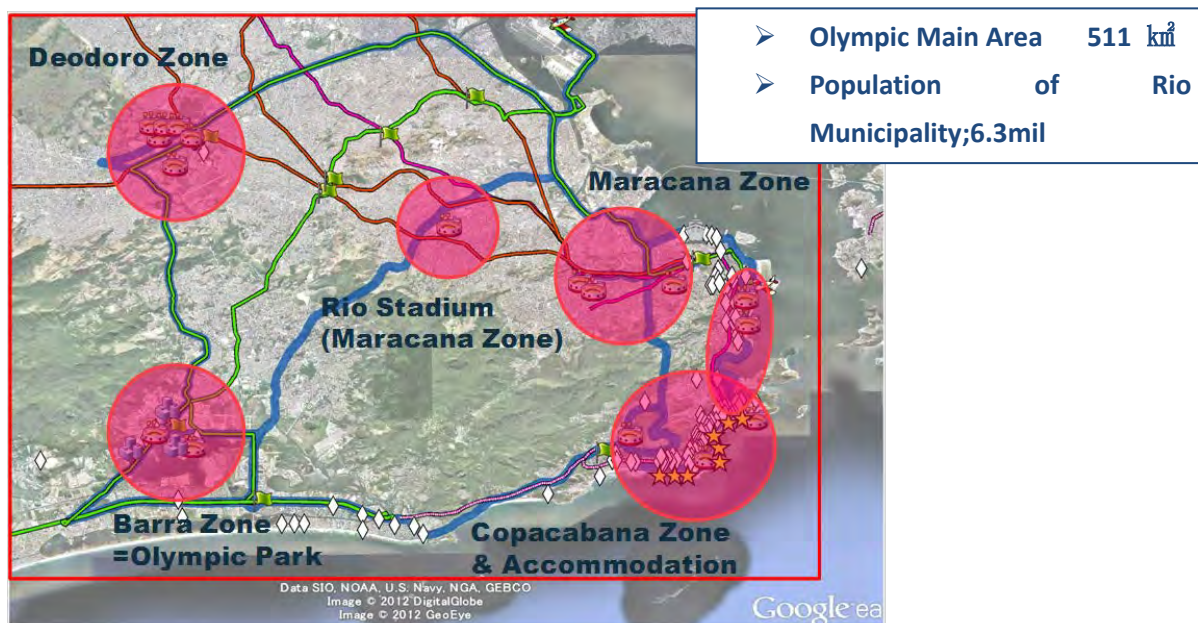 ➢ Olympic Main Area 511 ㎢
➢ Population of Rio
Municipality;6.3mil
Deodoro Zone
Maracana Zone
Rio Stadium
(Maracana Zone)
Barra Zone
=Olympic Park
Copacabana Zone
& Accommodation
Data SIO, NOAA, U.S. Navy, NGA, GEBCO
Image © 2012 DigitalGlobe
Image © 2012 GeoEye
Google ea